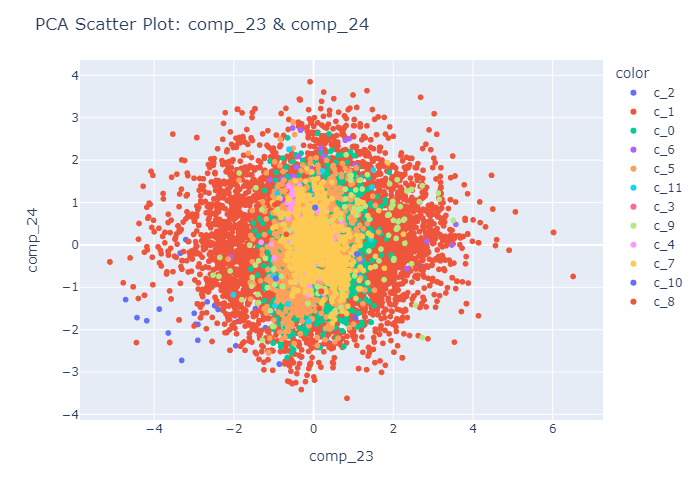 PCA Scatter Plot: comp_23 & comp_24
color
c_2
c_1
c_0
c_6
c_5
c_11
c_3
c_9
c_4
c_7
c_10
c_8
4
3
2
1
0
−1
−2
−3
−4
comp_24
−4
−2
0
2
4
6
comp_23